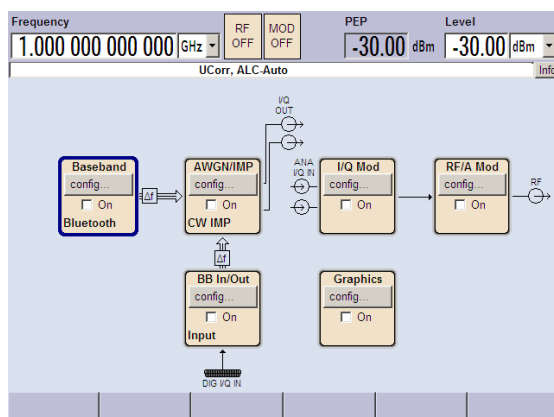 Frequency
RF OFF
MOD OFF
PEP
Level
1.000 000 000 000 GHz
-30.00 dBm
-30.00 dBm
UCorr, ALC-Auto
Info
I/Q OUT
Baseband
config...
On
Bluetooth
Δf
AWGN/IMP
config...
On
CW IMP
ANA I/Q IN
I/Q Mod
config...
On
RF/A Mod
config...
On
RF
Δf
BB In/Out
config...
On
Input
Graphics
config...
On
DIG I/Q IN